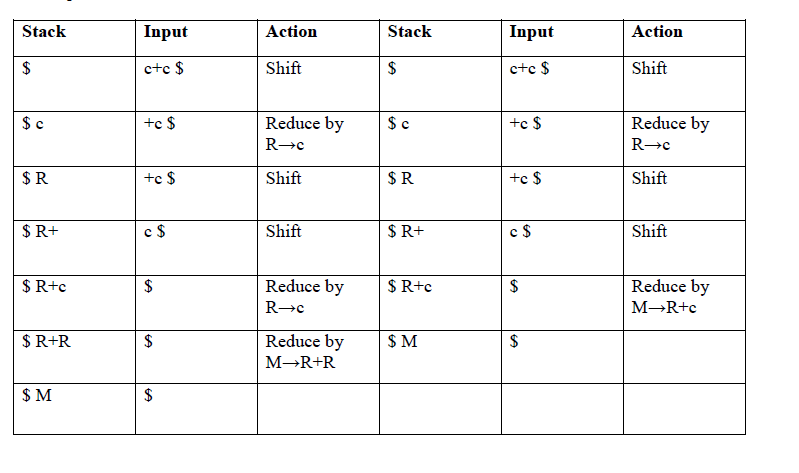 Stack Input Action Stack Input Action
$ c+c $ Shift $ c+c $ Shift
$ c +c $ Reduce by $ c +c $ Reduce by
R→c R→c
$ R +c $ Shift $ R +c $ Shift
$ R+ c $ Shift $ R+ c $ Shift
$ R+c $ Reduce by $ R+c $ Reduce by
R→c M→R+c
$ R+R $ Reduce by $ M $
M→R+R
$ M $